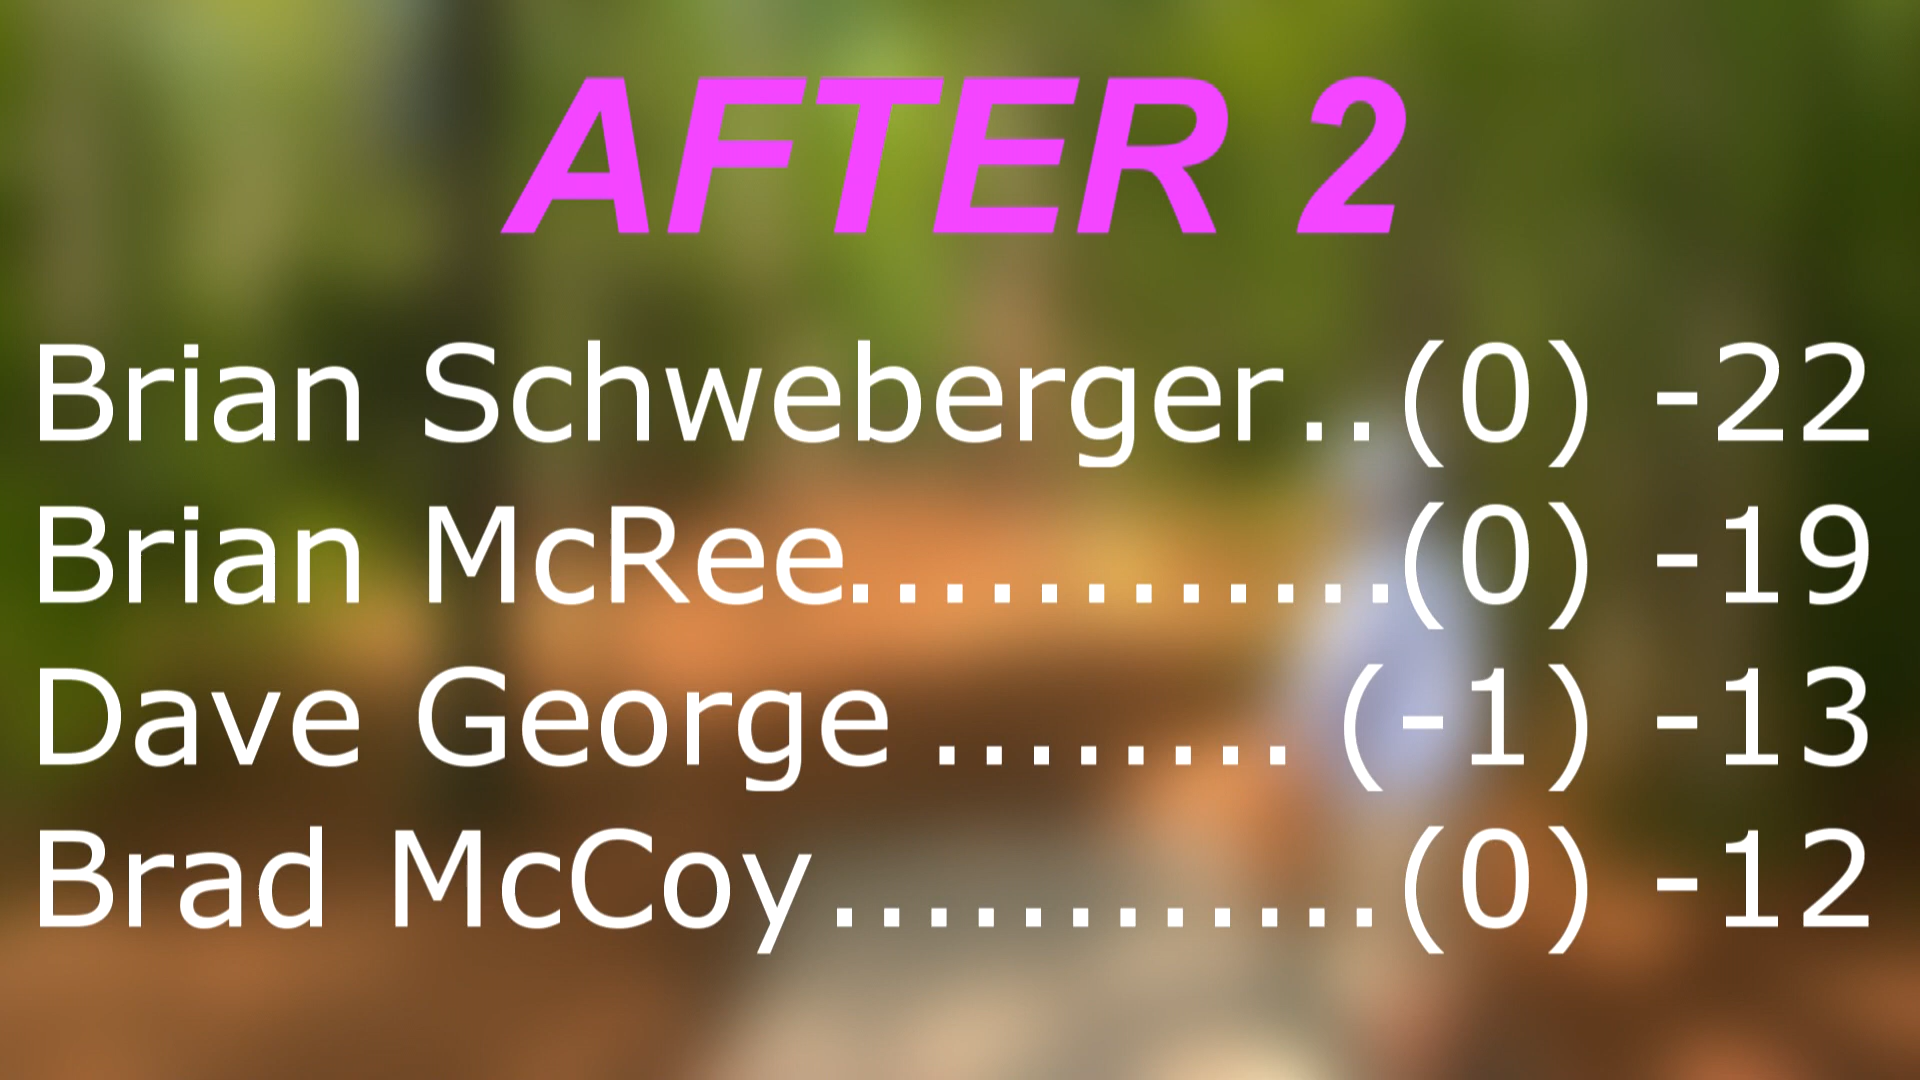 AFTER 2
Brian Schweberger..(0) -22
Brian McRee............(0) -19
Dave George ........ (-1) -13
Brad McCoy............(0) -12